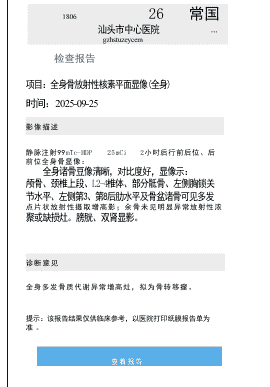 1806 26 常国
汕头市中心医院 ...
gzhstuzeyeem
检查报告
项目: 全身骨放射性核素平面显像(全身)
时间: 2025-09-25
影像描述
静脉注射99mTc-MDP 25mCi 2小时后行前后位、后
前位全身骨显像:
全身诸骨显像清晰, 对比度好, 显像示:
颅骨、颈椎上段、L2-4椎体、部分骶骨、左侧胸锁关
节水平、左侧第3、第8后肋水平及骨盆诸骨可见多发
点片状放射性摄取增高影; 余骨未见明显异常放射性浓
聚或缺损灶。膀胱、双肾显影。
诊断意见
全身多发骨质代谢异常增高灶, 拟为骨转移瘤。
提示: 该报告结果仅供临床参考, 以医院打印纸膜报告单为
准 。
查看报告